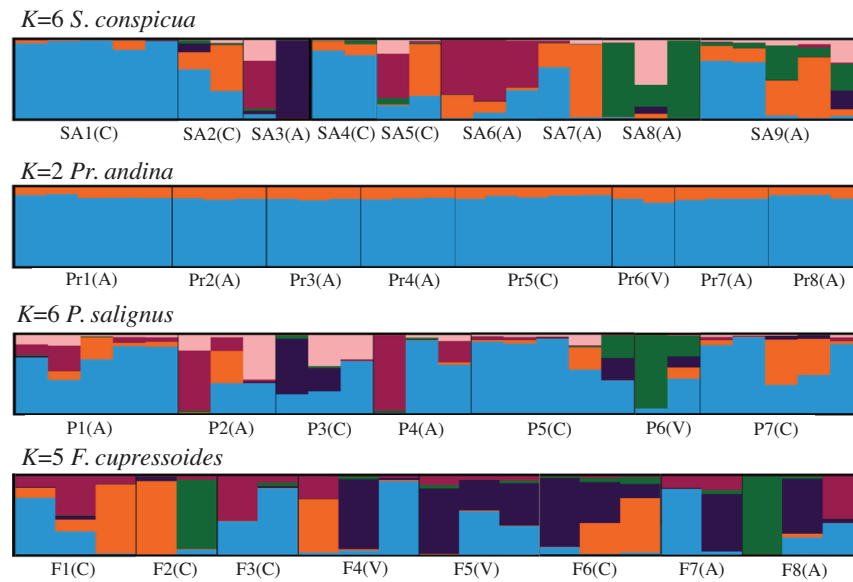 K=6 S. conspicua
SA1(C) SA2(C) SA3(A) SA4(C) SA5(C) SA6(A) SA7(A) SA8(A) SA9(A)
K=2 Pr. andina
Pr1(A) Pr2(A) Pr3(A) Pr4(A) Pr5(C) Pr6(V) Pr7(A) Pr8(A)
K=6 P. salignus
P1(A) P2(A) P3(C) P4(A) P5(C) P6(V) P7(C)
K=5 F. cupressoides
F1(C) F2(C) F3(C) F4(V) F5(V) F6(C) F7(A) F8(A)